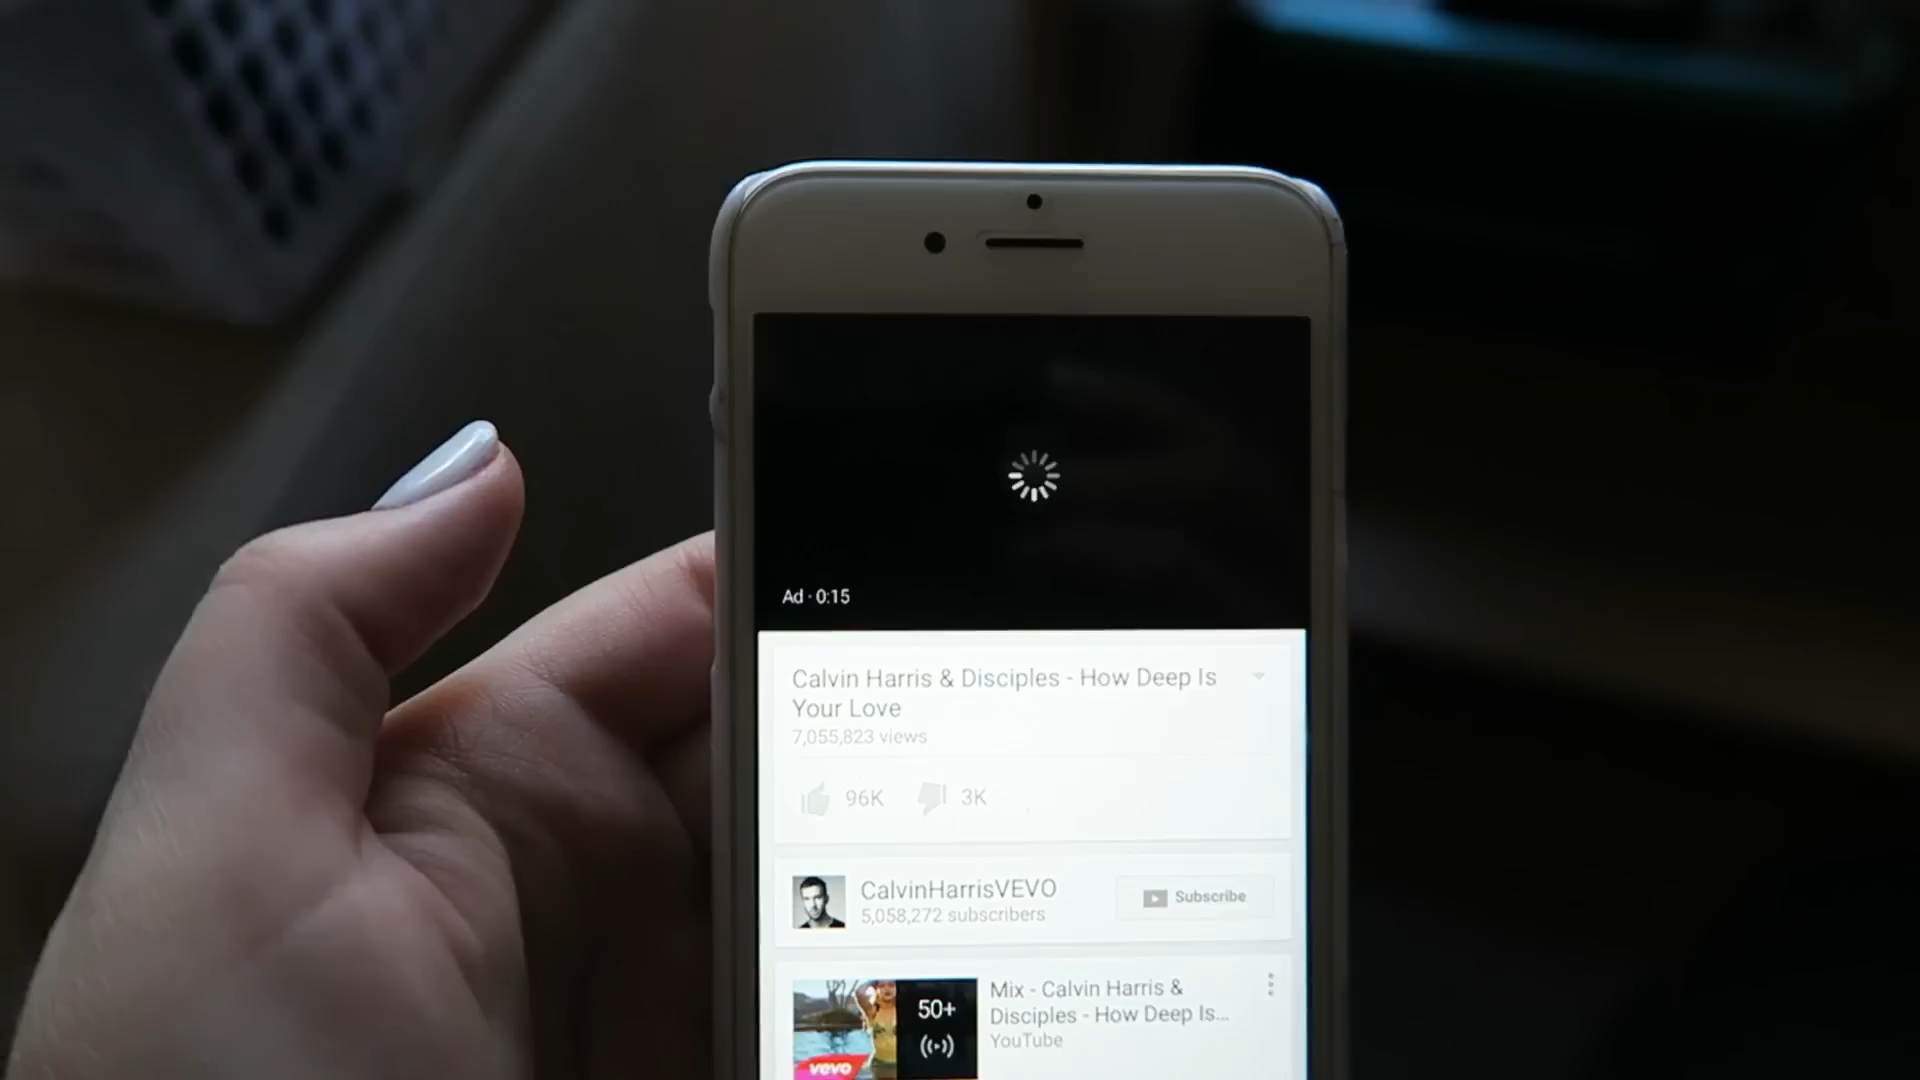 Ad · 0:15
Calvin Harris & Disciples - How Deep Is
Your Love
7,055,823 views
96K 3K
CalvinHarrisVEVO
5,058,272 subscribers
Subscribe
50+
vevo
Mix - Calvin Harris &
Disciples - How Deep Is...
YouTube